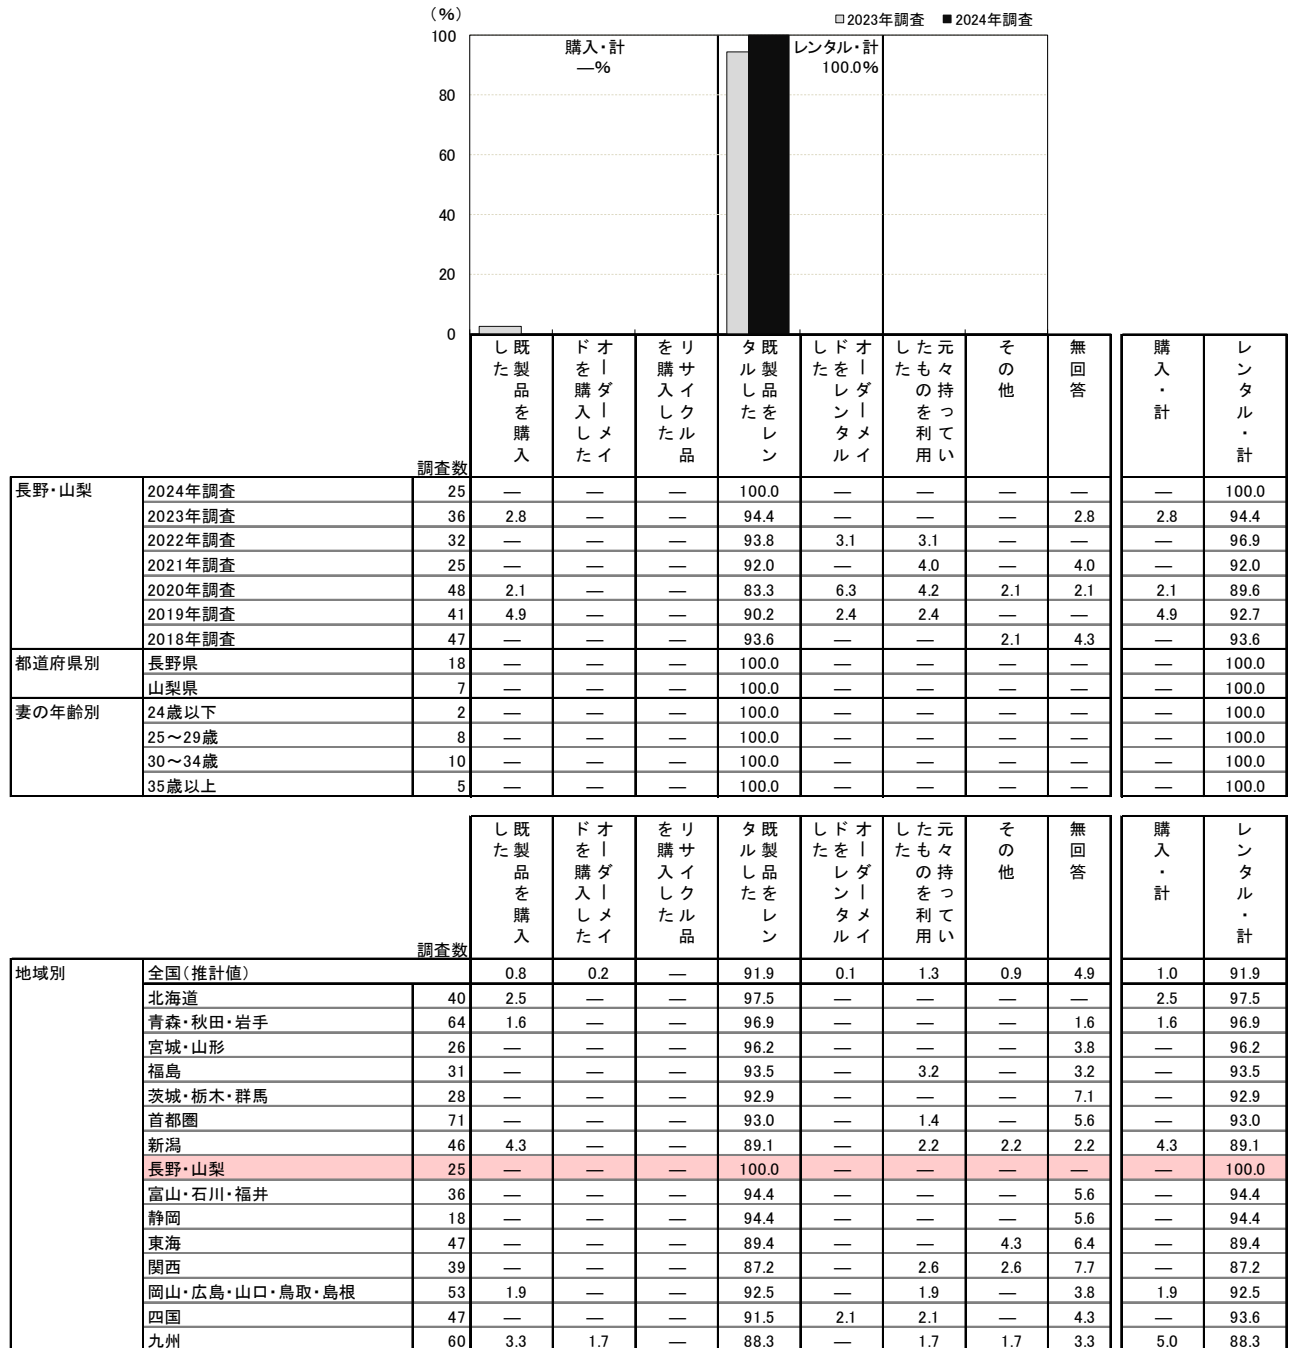 (%)
□2023年調査 ■2024年調査
購入・計
―%
レンタル・計
100.0%
100
80
60
40
20
0
調査数 既製品を購入した オーダーメイドを購入した リサイクル品を購入した 既製品をレンタルした オーダーメイドをレンタルした 元々持っていたものを利用した その他 無回答 購入・計 レンタル・計
長野・山梨 2024年調査 25 ― ― ― 100.0 ― ― ― ― ― 100.0
2023年調査 36 2.8 ― ― 94.4 ― ― ― 2.8 2.8 94.4
2022年調査 32 ― ― ― 93.8 3.1 3.1 ― ― ― 96.9
2021年調査 25 ― ― ― 92.0 ― 4.0 ― 4.0 ― 92.0
2020年調査 48 2.1 ― ― 83.3 6.3 4.2 2.1 2.1 2.1 89.6
2019年調査 41 4.9 ― ― 90.2 2.4 2.4 ― ― 4.9 92.7
2018年調査 47 ― ― ― 93.6 ― ― 2.1 4.3 ― 93.6
都道府県別 長野県 18 ― ― ― 100.0 ― ― ― ― ― 100.0
山梨県 7 ― ― ― 100.0 ― ― ― ― ― 100.0
妻の年齢別 24歳以下 2 ― ― ― 100.0 ― ― ― ― ― 100.0
25～29歳 8 ― ― ― 100.0 ― ― ― ― ― 100.0
30～34歳 10 ― ― ― 100.0 ― ― ― ― ― 100.0
35歳以上 5 ― ― ― 100.0 ― ― ― ― ― 100.0
調査数 既製品を購入した オーダーメイドを購入した リサイクル品を購入した 既製品をレンタルした オーダーメイドをレンタルした 元々持っていたものを利用した その他 無回答 購入・計 レンタル・計
地域別 全国(推計値) 0.8 0.2 ― 91.9 0.1 1.3 0.9 4.9 1.0 91.9
北海道 40 2.5 ― ― 97.5 ― ― ― ― 2.5 97.5
青森・秋田・岩手 64 1.6 ― ― 96.9 ― ― ― 1.6 1.6 96.9
宮城・山形 26 ― ― ― 96.2 ― ― ― 3.8 ― 96.2
福島 31 ― ― ― 93.5 ― 3.2 ― 3.2 ― 93.5
茨城・栃木・群馬 28 ― ― ― 92.9 ― ― ― 7.1 ― 92.9
首都圏 71 ― ― ― 93.0 ― 1.4 ― 5.6 ― 93.0
新潟 46 4.3 ― ― 89.1 ― 2.2 2.2 2.2 4.3 89.1
長野・山梨 25 ― ― ― 100.0 ― ― ― ― ― 100.0
富山・石川・福井 36 ― ― ― 94.4 ― ― ― 5.6 ― 94.4
静岡 18 ― ― ― 94.4 ― ― ― 5.6 ― 94.4
東海 47 ― ― ― 89.4 ― ― 4.3 6.4 ― 89.4
関西 39 ― ― ― 87.2 ― 2.6 2.6 7.7 ― 87.2
岡山・広島・山口・鳥取・島根 53 1.9 ― ― 92.5 ― 1.9 ― 3.8 1.9 92.5
四国 47 ― ― ― 91.5 2.1 2.1 ― 4.3 ― 93.6
九州 60 3.3 1.7 ― 88.3 ― 1.7 1.7 3.3 5.0 88.3